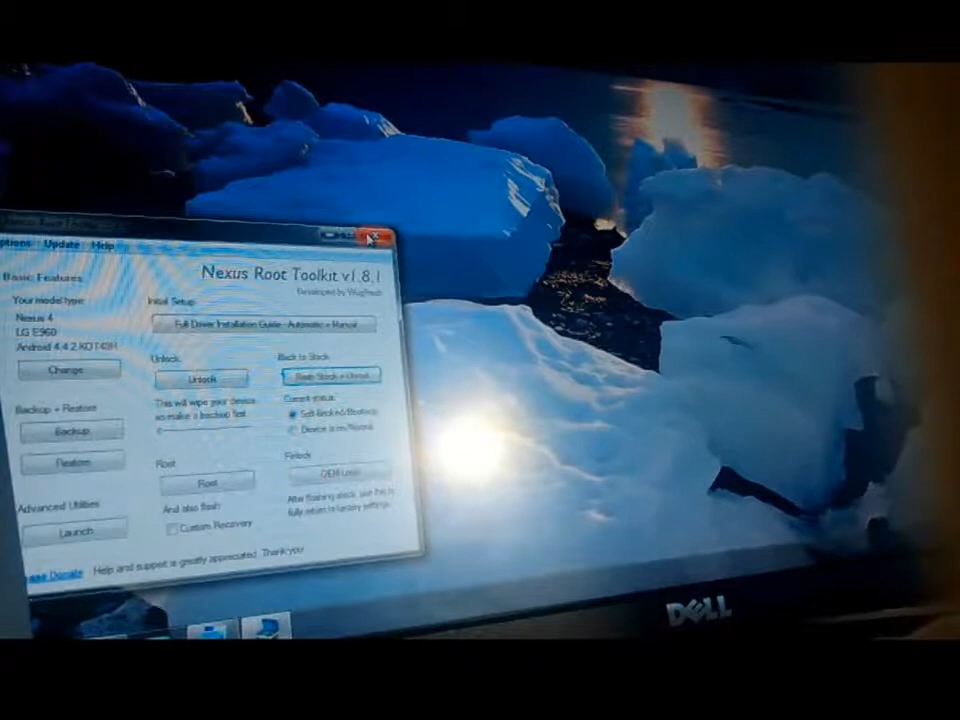 Options Update Help
Basic Features
Nexus Root Toolkit v1.8.1
Developed by WugFresh
Your model type:
Nexus 4
LG E960
Android 4.4.2 KOT49H
Change
Initial Setup:
Full Driver Installation Guide - Automatic + Manual
Unlock:
Unlock
This will wipe your device
so make a backup first.
Back to Stock:
Flash Stock + Unroot
Current status:
Soft-Bricked/Bootloop
Device is on/Normal
Backup + Restore
Backup
Restore
Root
Root
And also flash:
Custom Recovery
Relock
OEM Lock
After flashing stock, use this to
fully return to factory settings.
Advanced Utilities
Launch
Donate
Help and support is greatly appreciated. Thank you
DELL